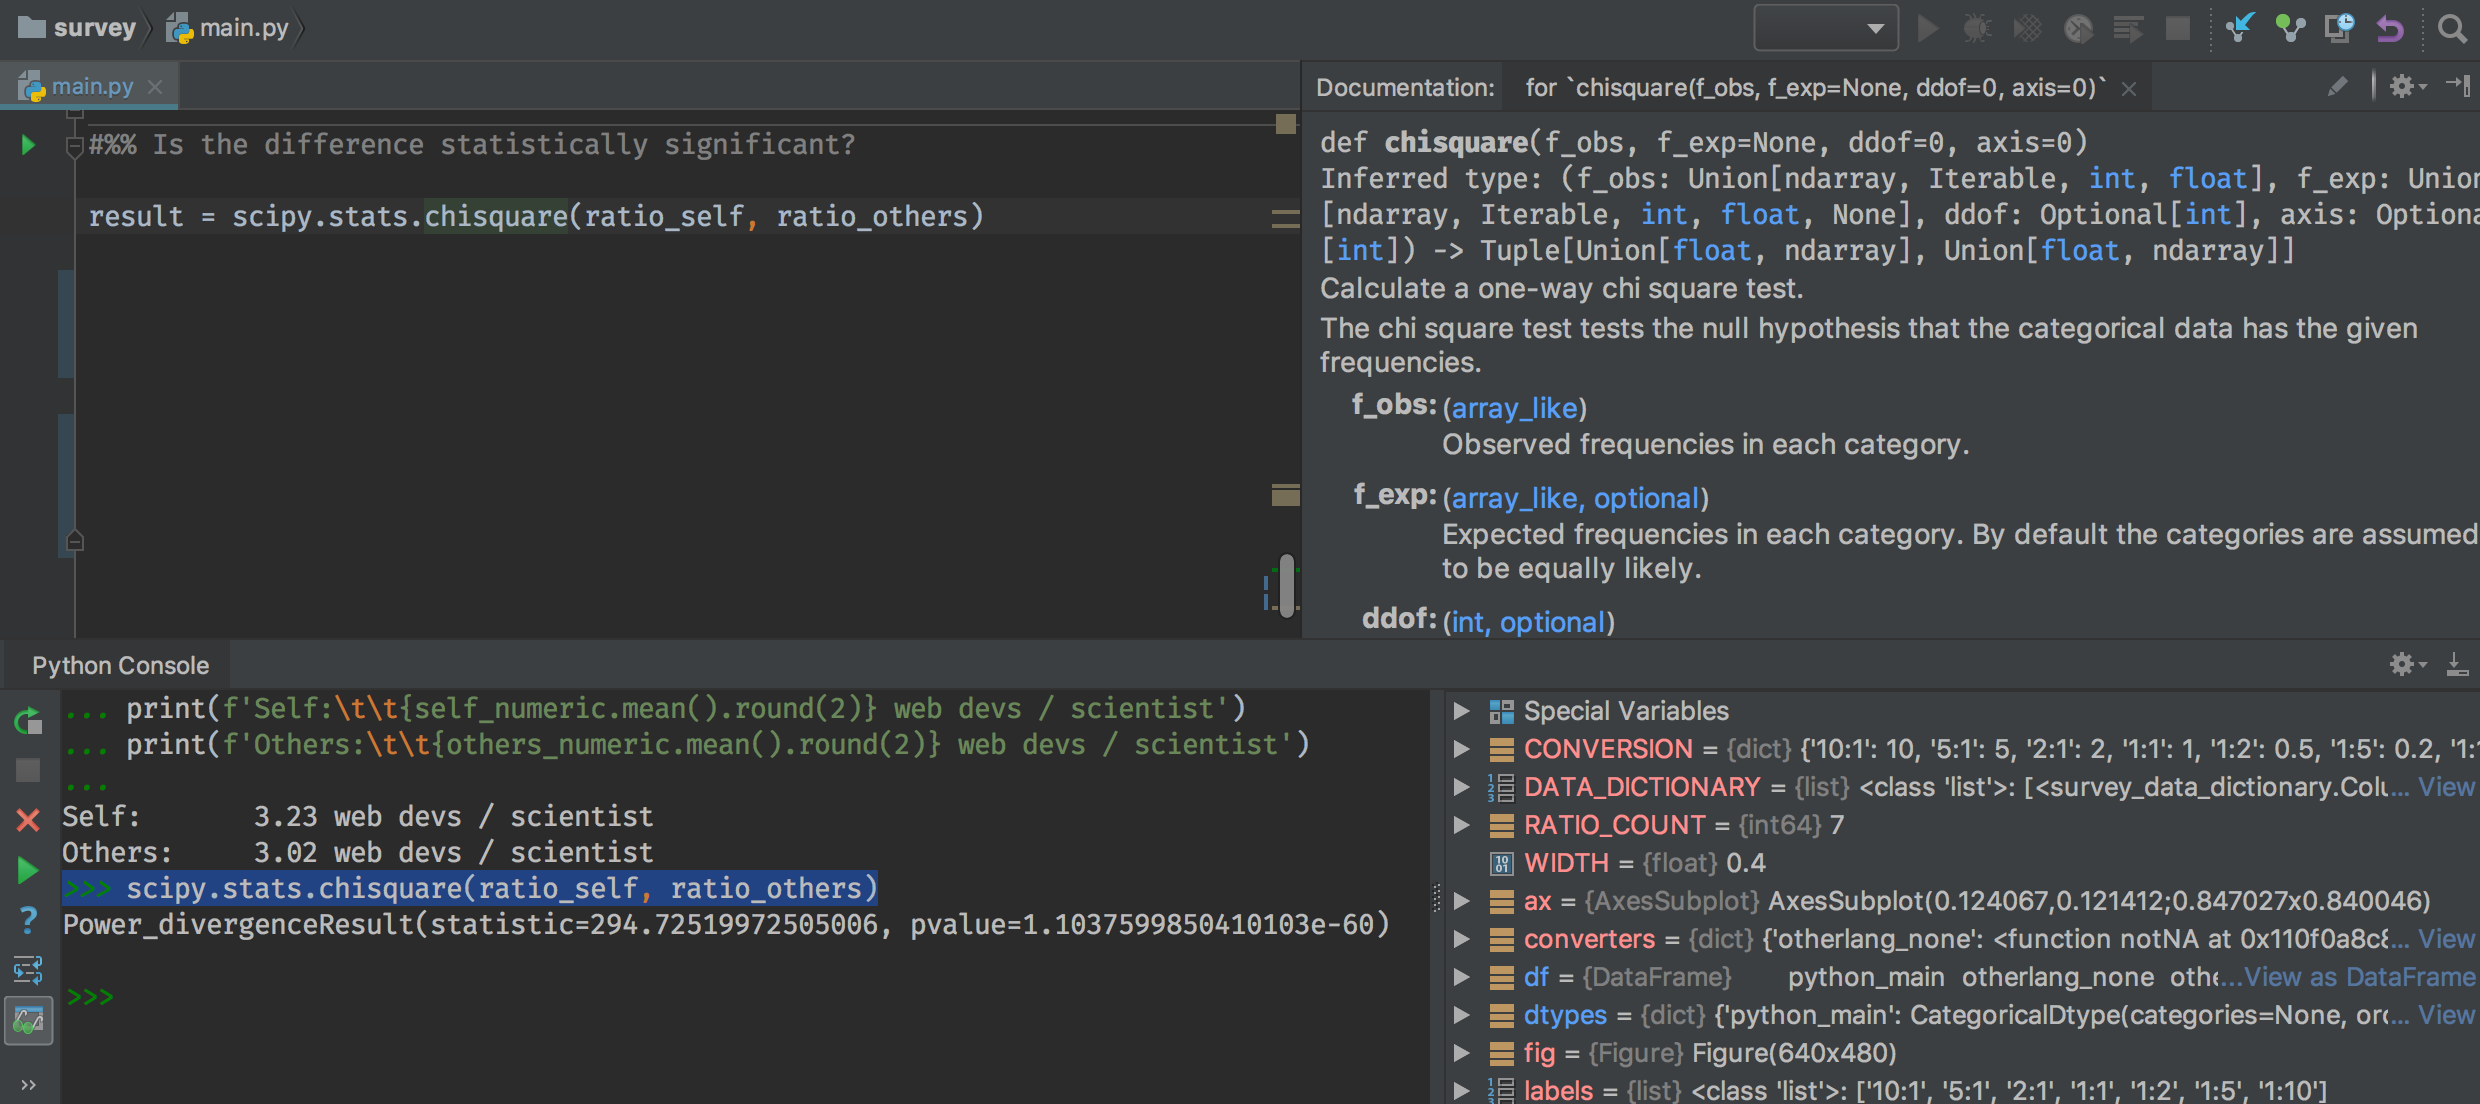 survey
main.py
main.py
#%% Is the difference statistically significant?
result = scipy.stats.chisquare(ratio_self, ratio_others)
Documentation: for `chisquare(f_obs, f_exp=None, ddof=0, axis=0)`
def chisquare(f_obs, f_exp=None, ddof=0, axis=0)
Inferred type: (f_obs: Union[ndarray, Iterable, int, float], f_exp: Union
[ndarray, Iterable, int, float, None], ddof: Optional[int], axis: Optiona
[int]) -> Tuple[Union[float, ndarray], Union[float, ndarray]]
Calculate a one-way chi square test.
The chi square test tests the null hypothesis that the categorical data has the given
frequencies.
f_obs: (array_like)
Observed frequencies in each category.
f_exp: (array_like, optional)
Expected frequencies in each category. By default the categories are assumed
to be equally likely.
ddof: (int, optional)
Python Console
... print(f'Self:\t\t{self_numeric.mean().round(2)} web devs / scientist')
... print(f'Others:\t\t{others_numeric.mean().round(2)} web devs / scientist')
...
Self: 3.23 web devs / scientist
Others: 3.02 web devs / scientist
>>> scipy.stats.chisquare(ratio_self, ratio_others)
Power_divergenceResult(statistic=294.72519972505006, pvalue=1.1037599850410103e-60)
>>>
Special Variables
CONVERSION = {dict} {'10:1': 10, '5:1': 5, '2:1': 2, '1:1': 1, '1:2': 0.5, '1:5': 0.2, '1:
DATA_DICTIONARY = {list} <class 'list'>: [<survey_data_dictionary.Colu... View
RATIO_COUNT = {int64} 7
WIDTH = {float} 0.4
ax = {AxesSubplot} AxesSubplot(0.124067,0.121412;0.847027x0.840046)
converters = {dict} {'otherlang_none': <function notNA at 0x110f0a8c8... View
df = {DataFrame} python_main otherlang_none othe...View as DataFrame
dtypes = {dict} {'python_main': CategoricalDtype(categories=None, orc... View
fig = {Figure} Figure(640x480)
labels = {list} <class 'list'>: ['10:1', '5:1', '2:1', '1:1', '1:2', '1:5', '1:10']